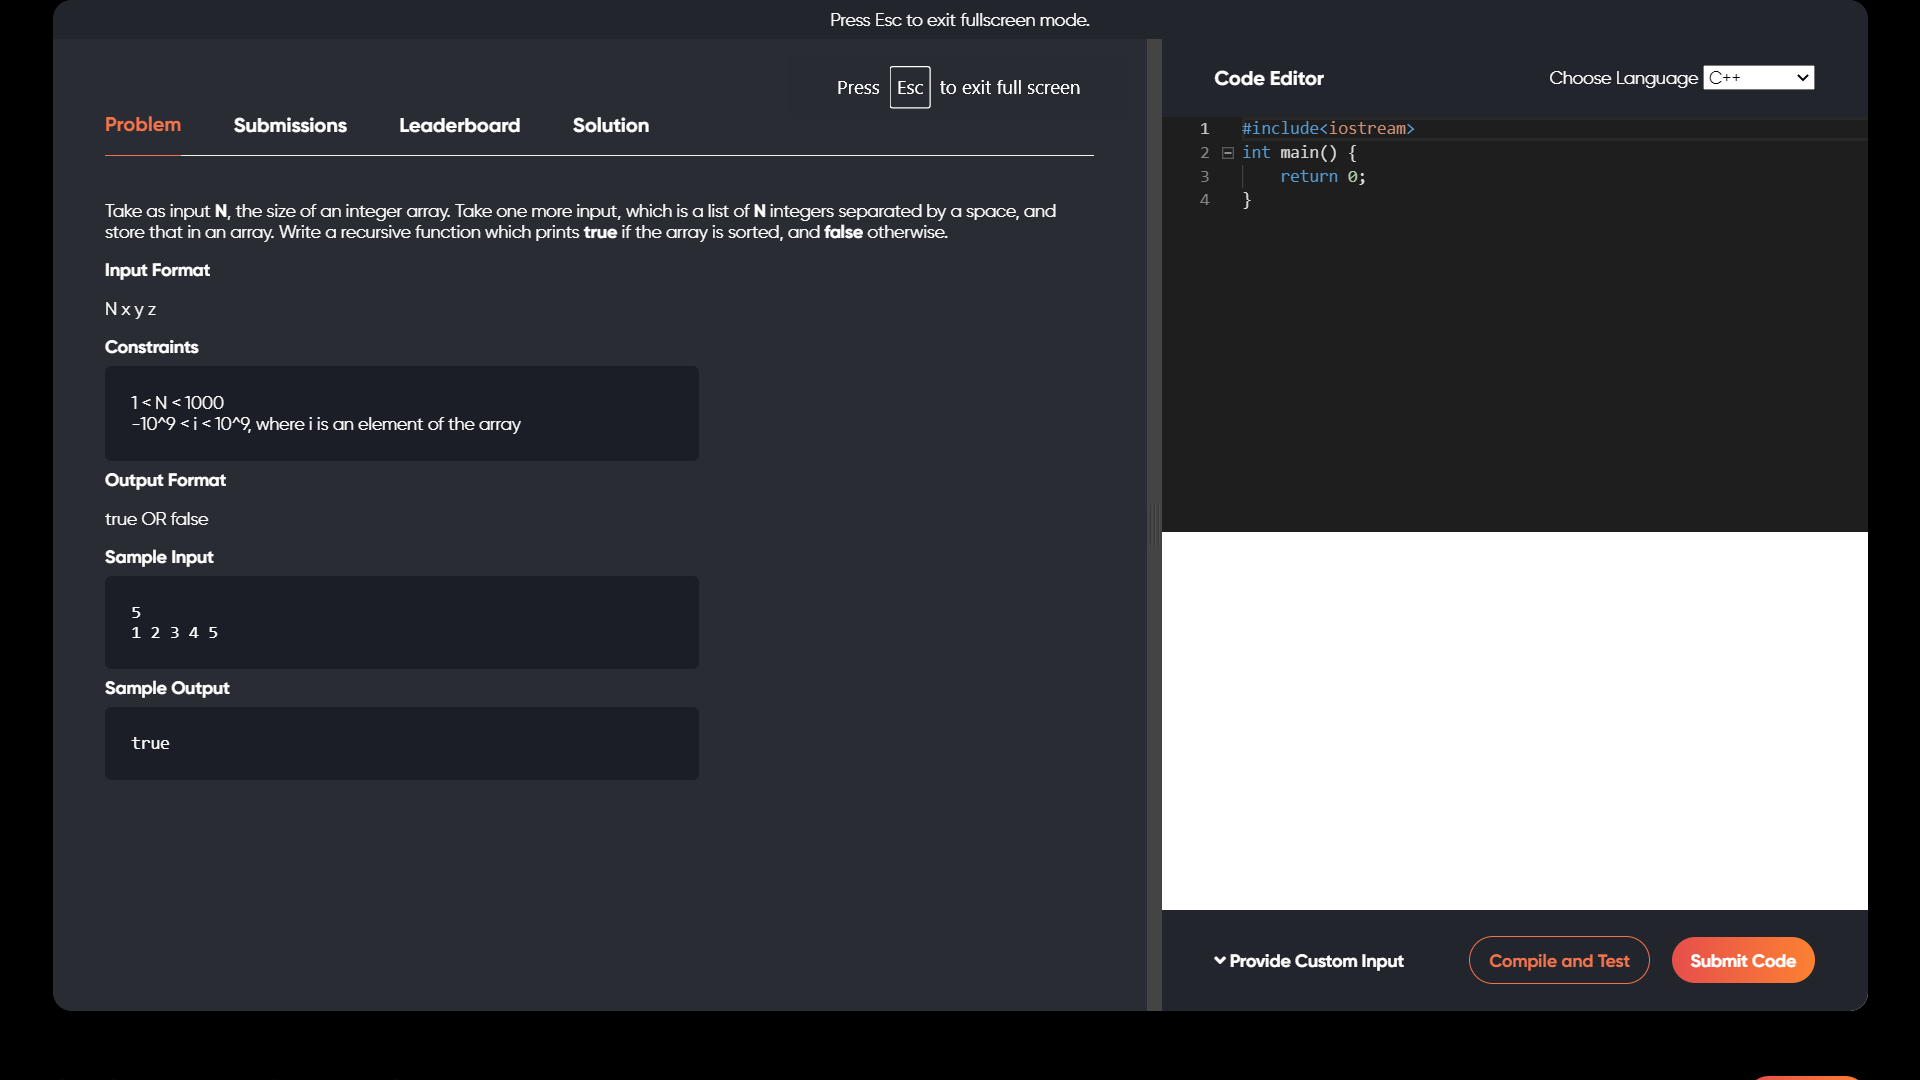 Press Esc to exit fullscreen mode.
Press Esc to exit full screen
Problem Submissions Leaderboard Solution
Take as input N, the size of an integer array. Take one more input, which is a list of N integers separated by a space, and
store that in an array. Write a recursive function which prints true if the array is sorted, and false otherwise.
Input Format
N x y z
Constraints
1 < N < 1000
-10^9 < i < 10^9, where i is an element of the array
Output Format
true OR false
Sample Input
5
1 2 3 4 5
Sample Output
true
Code Editor
Choose Language C++
1 #include<iostream>
2 int main() {
3 return 0;
4 }
Provide Custom Input
Compile and Test
Submit Code